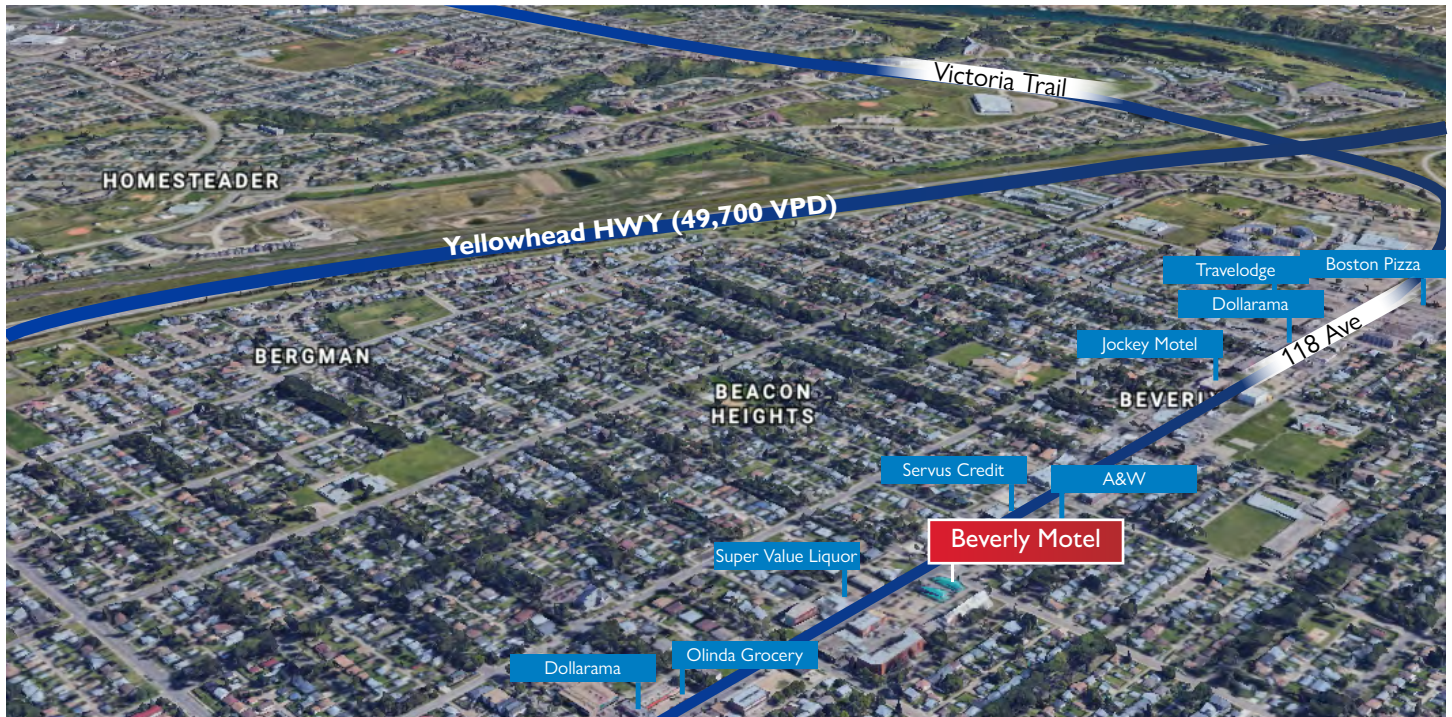 Victoria Trail
HOMESTEADER
Yellowhead HWY (49,700 VPD)
Boston Pizza
Travelodge
Dollarama
118 Ave
Jockey Motel
BERGMAN
BEACON
HEIGHTS
BEVERLY
Servus Credit
A&W
Beverly Motel
Super Value Liquor
Olinda Grocery
Dollarama